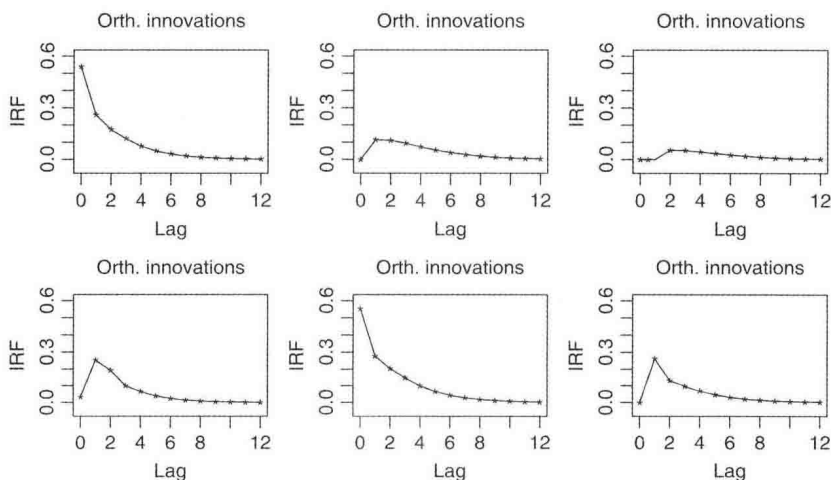 Orth. innovations Orth. innovations Orth. innovations
IRF 0.0 0.3 0.6 IRF 0.0 0.3 0.6 IRF 0.0 0.3 0.6
0 2 4 6 8 12 0 2 4 6 8 12 0 2 4 6 8 12
Lag Lag Lag
Orth. innovations Orth. innovations Orth. innovations
IRF 0.0 0.3 0.6 IRF 0.0 0.3 0.6 IRF 0.0 0.3 0.6
0 2 4 6 8 12 0 2 4 6 8 12 0 2 4 6 8 12
Lag Lag Lag